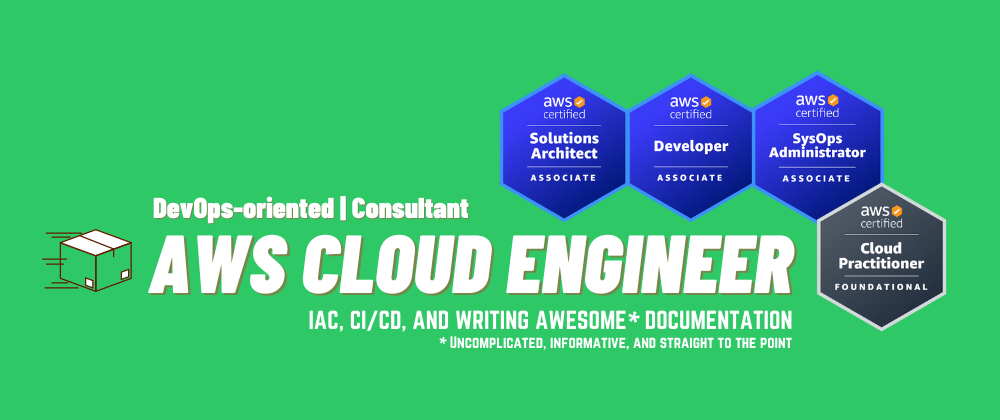 aws
certified
Solutions
Architect
ASSOCIATE
aws
certified
Developer
ASSOCIATE
aws
certified
SysOps
Administrator
ASSOCIATE
aws
certified
Cloud
Practitioner
FOUNDATIONAL
DevOps-oriented | Consultant
AWS CLOUD ENGINEER
IAC, CI/CD, AND WRITING AWESOME* DOCUMENTATION
* UNCOMPLICATED, INFORMATIVE, AND STRAIGHT TO THE POINT